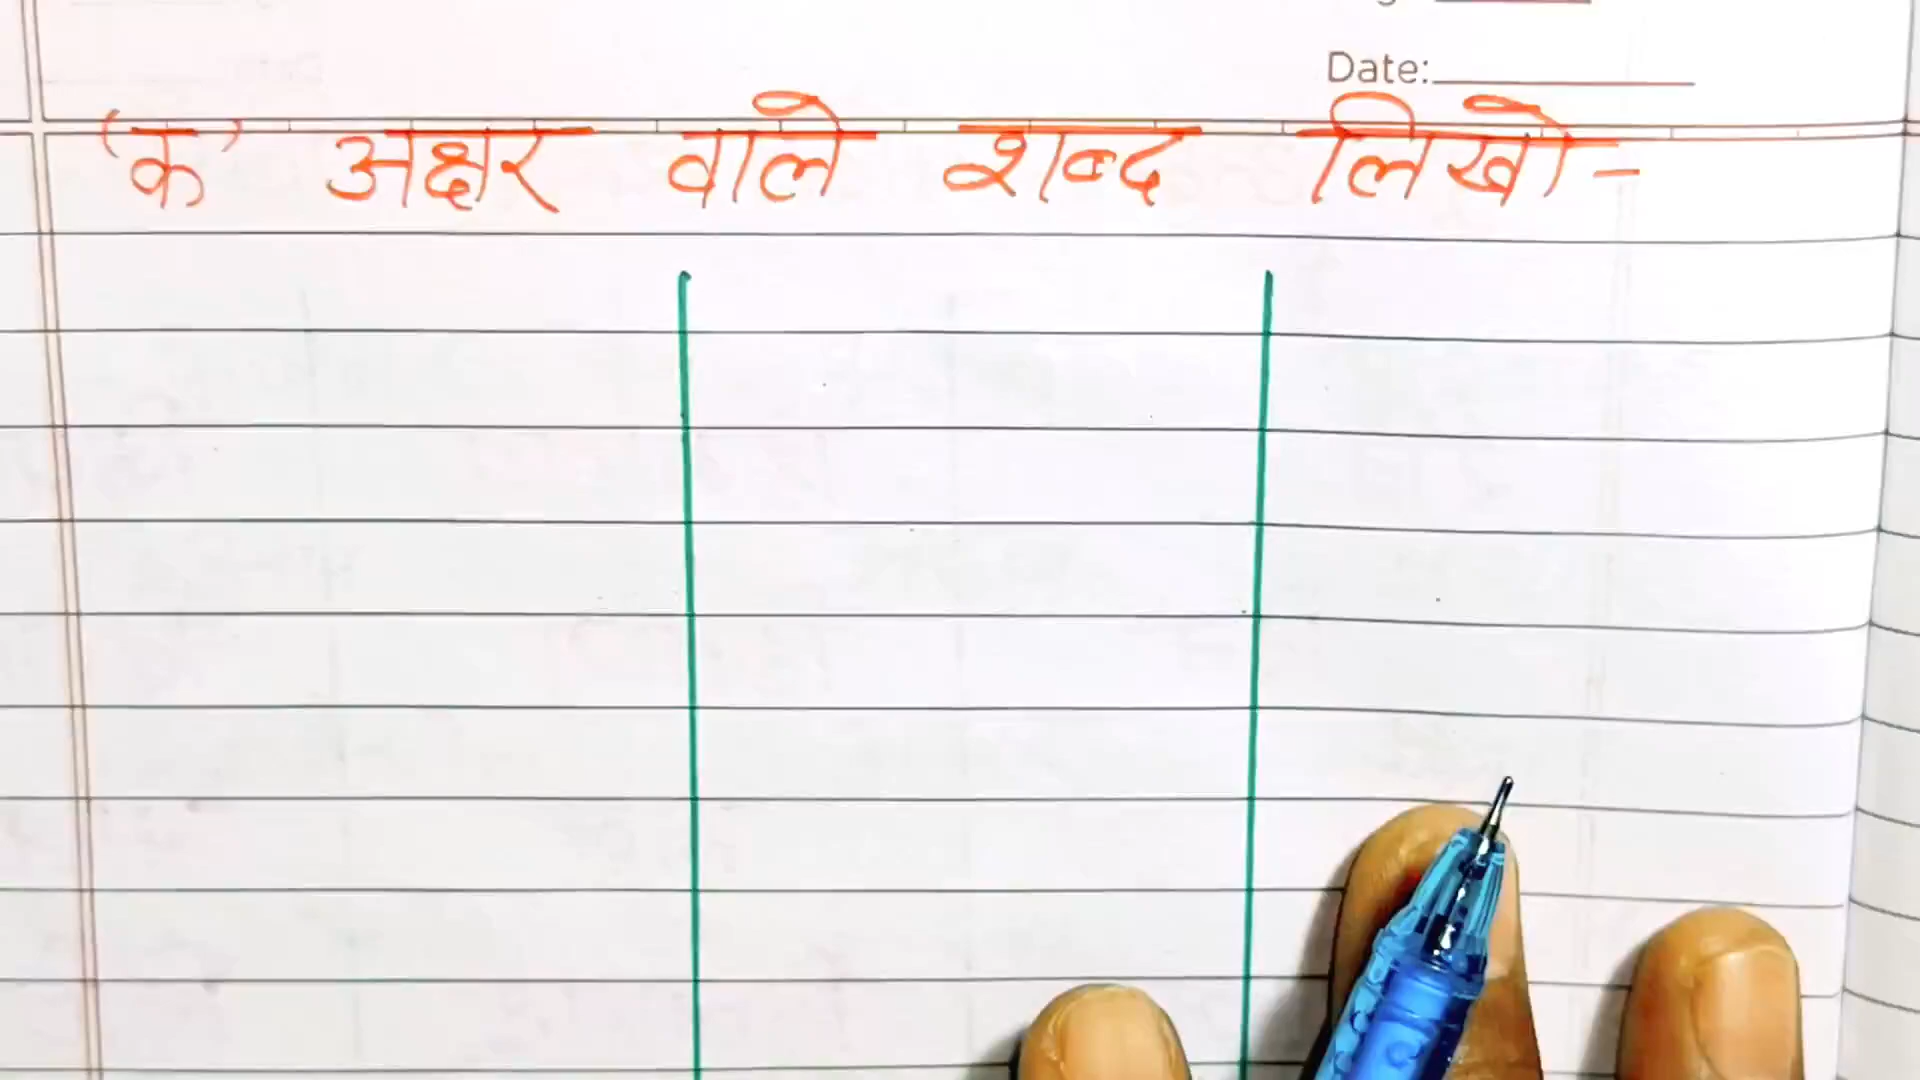 Date:
'क' अक्षर वाले शब्द लिखो-